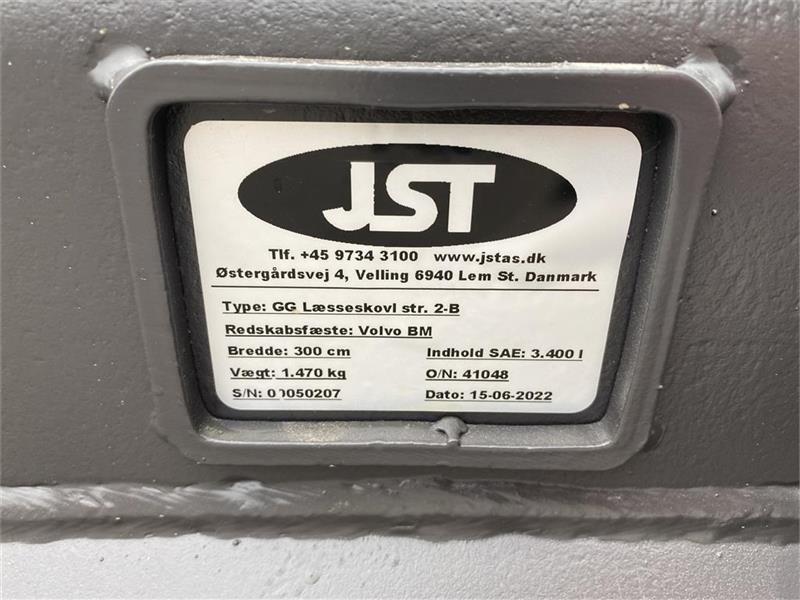 JST
Tlf. +45 9734 3100 www.jstas.dk
Østergårdsvej 4, Velling 6940 Lem St. Danmark
Type: GG Læsseskovl str. 2-B
Redskabsfæste: Volvo BM
Bredde: 300 cm Indhold SAE: 3.400 l
Vægt: 1.470 kg O/N: 41048
S/N: 00050207 Dato: 15-06-2022